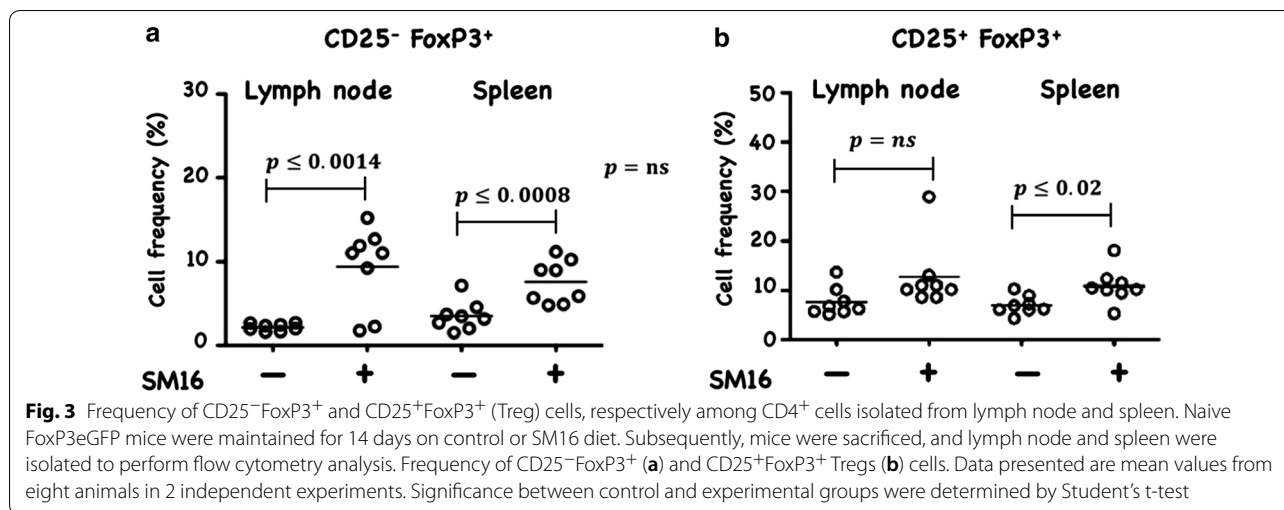 a
CD25- FoxP3+
Lymph node Spleen
Cell frequency (%)
30
20
10
0
p ≤ 0.0014
p ≤ 0.0008
p = ns
SM16 − + − +
b
CD25+ FoxP3+
Lymph node Spleen
Cell frequency (%)
50
40
30
20
10
0
p = ns
p ≤ 0.02
SM16 − + − +
Fig. 3 Frequency of CD25−FoxP3+ and CD25+FoxP3+ (Treg) cells, respectively among CD4+ cells isolated from lymph node and spleen. Naive
FoxP3eGFP mice were maintained for 14 days on control or SM16 diet. Subsequently, mice were sacrificed, and lymph node and spleen were
isolated to perform flow cytometry analysis. Frequency of CD25−FoxP3+ (a) and CD25+FoxP3+ Tregs (b) cells. Data presented are mean values from
eight animals in 2 independent experiments. Significance between control and experimental groups were determined by Student's t-test